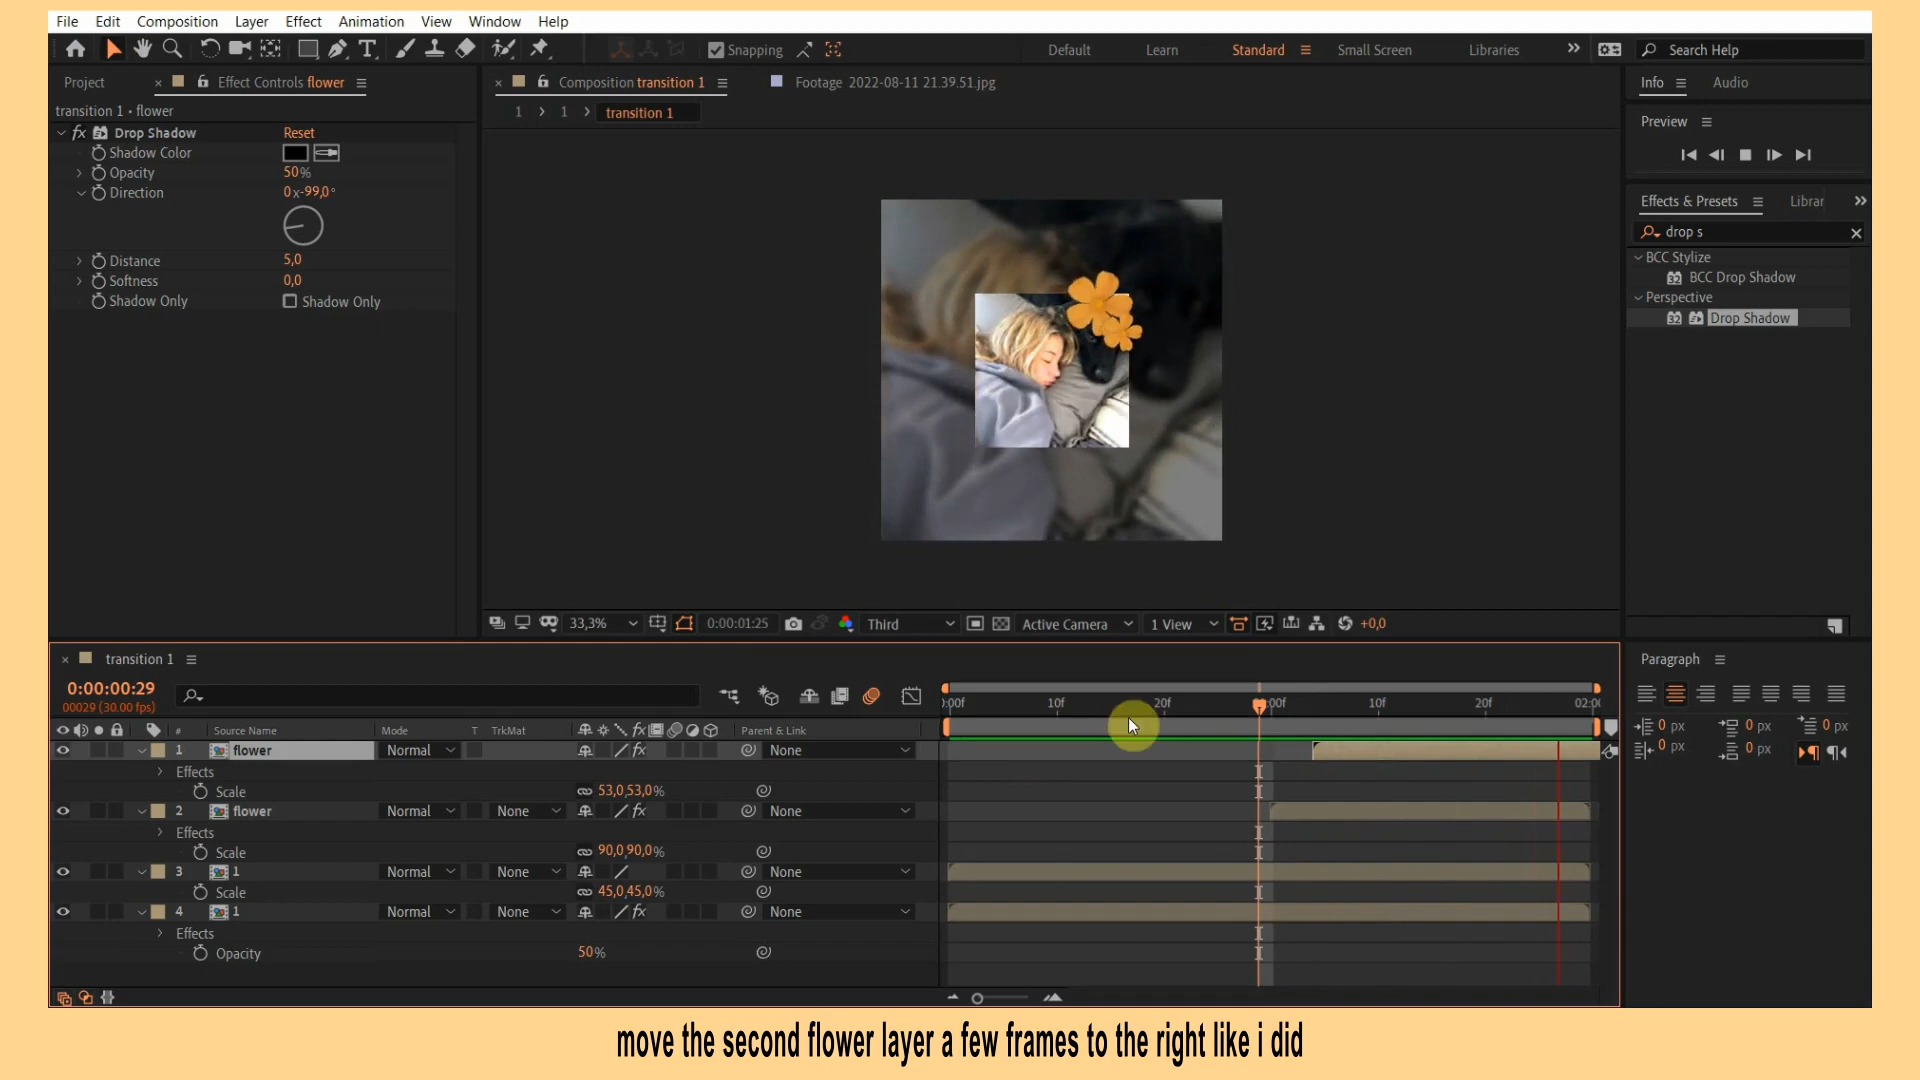 File Edit Composition Layer Effect Animation View Window Help
Snapping Default Learn Standard Small Screen Libraries Search Help
Project Effect Controls flower
Composition transition 1 Footage 2022-08-11 21.39.51.jpg
Info Audio
transition 1 • flower
1 1 transition 1
Preview
fx Drop Shadow Reset
Shadow Color
Opacity 50%
Direction 0x-99,0°
Distance 5,0
Softness 0,0
Shadow Only Shadow Only
Effects & Presets Librar
drop s
BCC Stylize
BCC Drop Shadow
Perspective
Drop Shadow
33,3% 0:00:01:25 Third Active Camera 1 View +0,0
transition 1
0:00:00:29
00029 (30.00 fps)
:00f 10f 20f :00f 10f 20f 02:0
# Source Name Mode T TrkMat Parent & Link
1 flower Normal None
Effects
Scale 53,0,53,0%
2 flower Normal None None
Effects
Scale 90,0,90,0%
3 1 Normal None None
Scale 45,0,45,0%
4 1 Normal None None
Effects
Opacity 50%
Paragraph
0 px 0 px 0 px
0 px 0 px
move the second flower layer a few frames to the right like i did